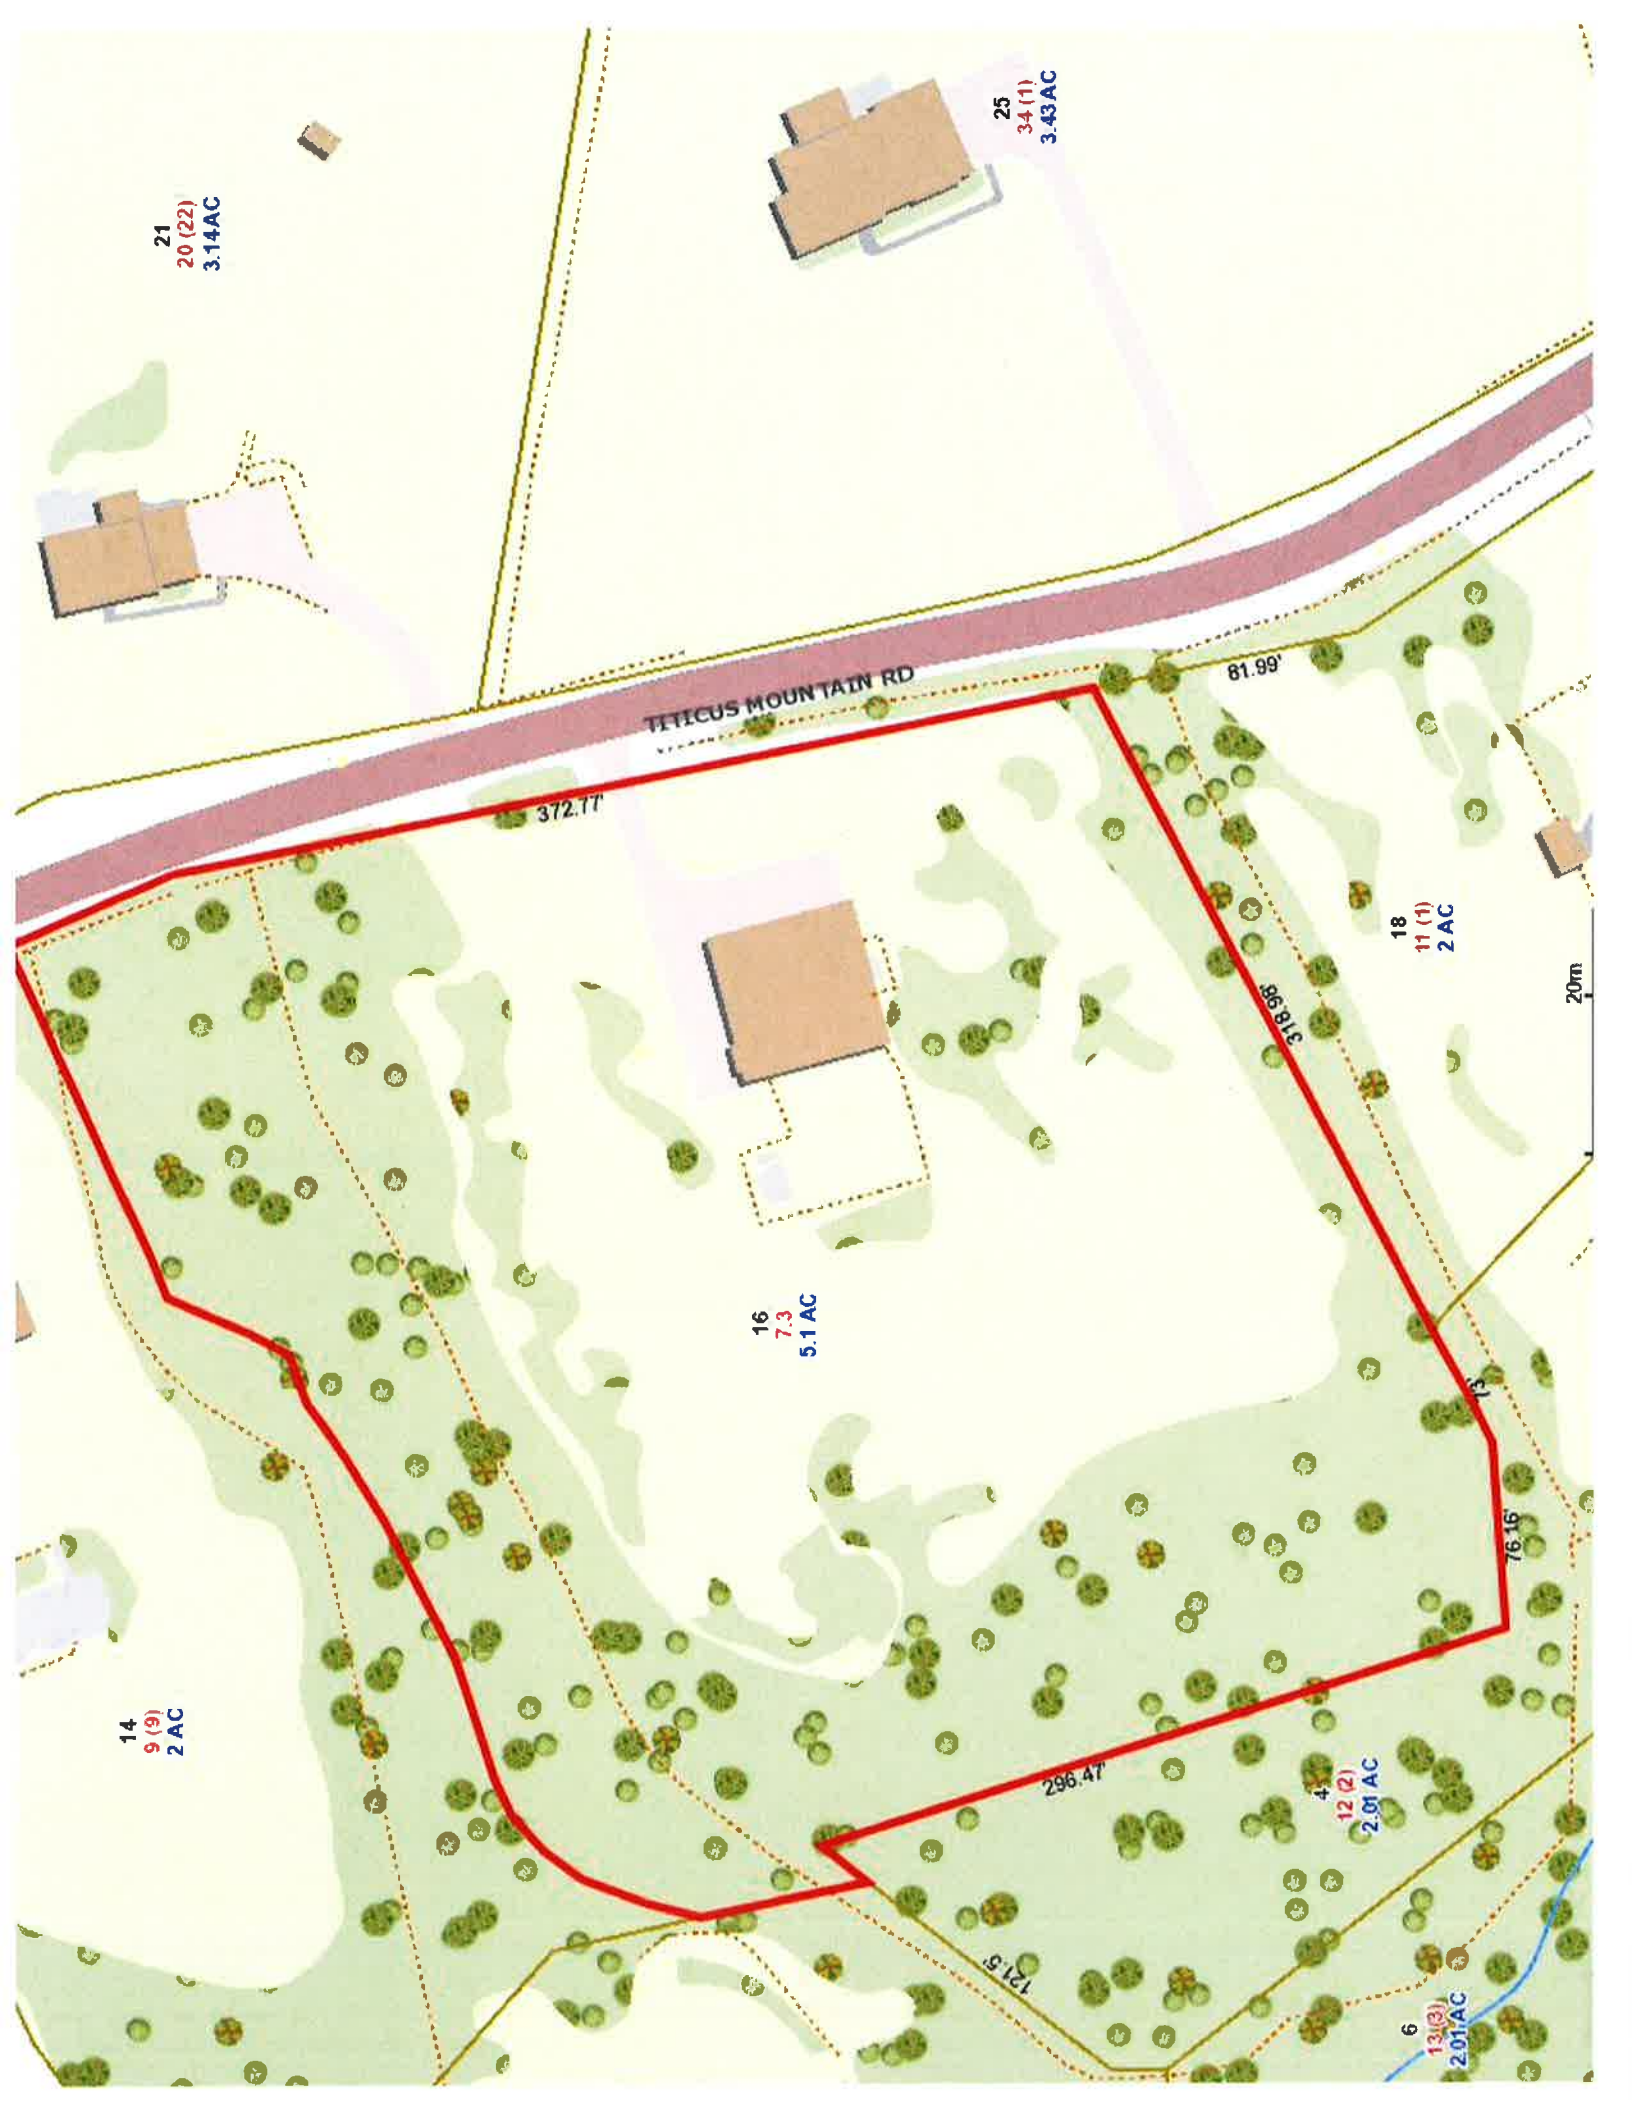 21
20 (22)
3.14 AC
25
34 (1)
3.43 AC
TITICUS MOUNTAIN RD
372.77'
81.99'
318.98'
18
11 (1)
2 AC
20m
16
7.3
5.1 AC
73'
76.16'
14
9 (9)
2 AC
296.47'
4
12 (2)
2.01 AC
121.5'
6
13 (3)
2.01 AC